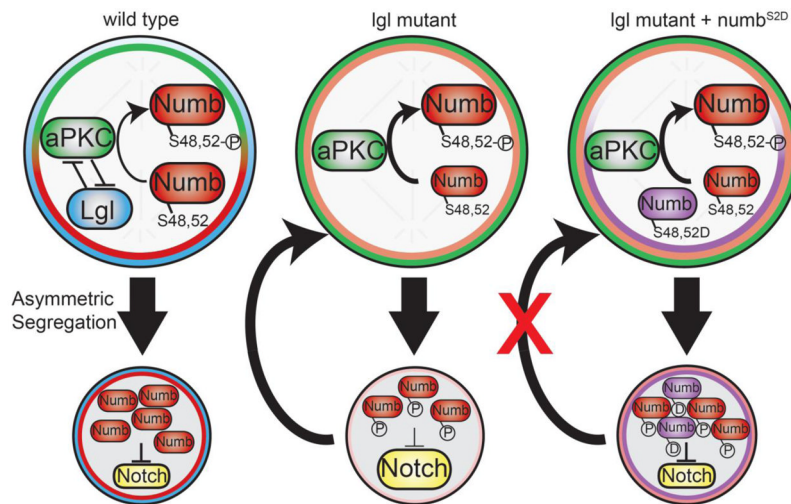 wild type
lgl mutant
lgl mutant + numb^S2D
Numb
aPKC
S48,52-P
Numb
Lgl
S48,52
Numb
aPKC
S48,52-P
Numb
S48,52
Numb
aPKC
S48,52-P
Numb
Numb
S48,52
S48,52D
Asymmetric
Segregation
X
Numb
Numb
Numb
Numb
Numb
Notch
Numb
Numb
P
Numb
P
P
Notch
Numb
Numb
D
Numb
P
Numb
P
Numb
D
P
Notch